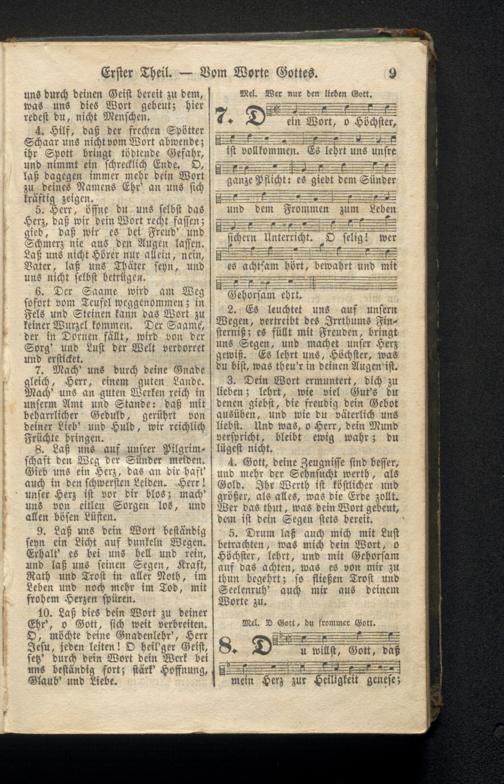 Erster Theil. — Vom Worte Gottes. 9
uns durch deinen Geist bereit zu dem,
was uns dies Wort gebeut; hier
redest du, nicht Menschen.
4. Hilf, daß der frechen Spötter
Schaar uns nicht vom Wort abwende;
ihr Spott bringt tödtende Gefahr,
und nimmt ein schrecklich Ende. O,
laß dagegen immer mehr dein Wort
zu deines Namens Ehr' an uns sich
kräftig zeigen.
5. Herr, öffne du uns selbst das
Herz, daß wir dein Wort recht fassen;
gieb, daß wir es bei Freud' und
Schmerz nie aus den Augen lassen.
Laß uns nicht Hörer nur allein, nein,
Vater, laß uns Thäter seyn, und
uns nicht selbst betrügen.
6. Der Saame wird am Weg
sofort vom Teufel weggenommen; in
Fels und Steinen kann das Wort zu
keiner Wurzel kommen. Der Saame,
der in Dornen fällt, wird von der
Sorg' und Lust der Welt verdorret
und ersticket.
7. Mach' uns durch deine Gnade
gleich, Herr, einem guten Lande.
Mach' uns an guten Werken reich in
unserm Amt und Stande; daß mit
beharrlicher Geduld, gerührt von
deiner Lieb' und Huld, wir reichlich
Früchte bringen.
8. Laß uns auf unsrer Pilgrim-
schaft den Weg der Sünder melden.
Gieb uns ein Herz, das an dir haft'
auch in den schwersten Leiden. Herr!
unser Herz ist vor dir blos; mach'
uns von eitlen Sorgen los, und
allen bösen Lüsten.
9. Laß uns dein Wort beständig
seyn ein Licht auf dunkeln Wegen.
Erhalt' es bei uns hell und rein,
und laß uns seinen Segen, Kraft,
Rath und Trost in aller Noth, im
Leben und noch mehr im Tod, mit
frohem Herzen spüren.
10. Laß dies dein Wort zu deiner
Ehr', o Gott, sich weit verbreiten.
O, möchte deine Gnadenlehr', Herr
Jesu, jeden leiten! O heil'ger Geist,
setz' durch dein Wort dein Werk bei
uns beständig fort; stärk' Hoffnung,
Glaub' und Liebe.
Mel. Wer nur den lieben Gott.
7. Dein Wort, o Höchster,
ist vollkommen. Es lehrt uns unsre
ganze Pflicht: es giebt dem Sünder
und dem Frommen zum Leben
sichern Unterricht. O selig! wer
es achtsam hört, bewahrt und mit
Gehorsam ehrt.
2. Es leuchtet uns auf unsern
Wegen, vertreibt des Irrthums Fin-
sterniß; es füllt mit Freuden, bringt
uns Segen, und machet unser Herz
gewiß. Es lehrt uns, Höchster, was
du bist, was theu'r in deinen Augen ist.
3. Dein Wort ermuntert, dich zu
lieben; lehrt, wie viel Gut's du
denen giebst, die freudig dein Gebot
ausüben, und wie du väterlich uns
liebst. Und was, o Herr, dein Mund
verspricht, bleibt ewig wahr; du
lügest nicht.
4. Gott, deine Zeugnisse sind besser,
und mehr der Sehnsucht werth, als
Gold. Ihr Werth ist köstlicher und
größer, als alles, was die Erde zollt.
Wer das thut, was dein Wort gebeut,
dem ist dein Segen stets bereit.
5. Drum laß auch mich mit Lust
betrachten, was mich dein Wort, o
Höchster, lehrt, und mit Gehorsam
auf das achten, was es von mir zu
thun begehrt; so fließen Trost und
Seelenruh' auch mir aus deinem
Worte zu.
Mel. O Gott, du frommer Gott.
8. Du willst, Gott, daß
mein Herz zur Heiligkeit genese;